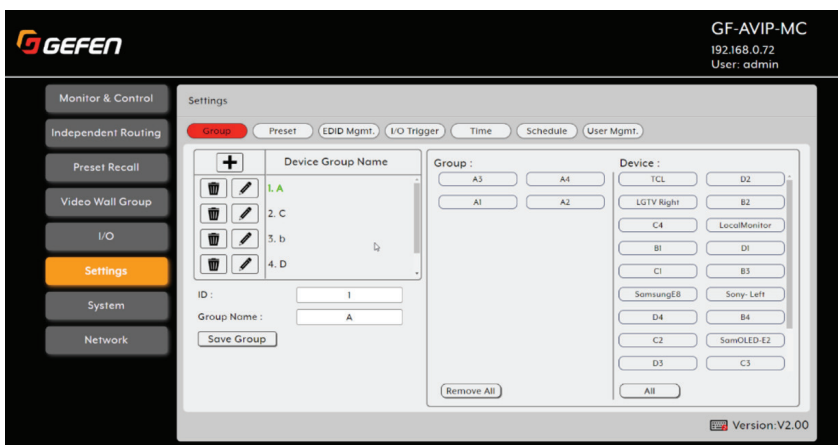 GEFEN
GF-AVIP-MC
192.168.0.72
User: admin
Monitor & Control
Independent Routing
Preset Recall
Video Wall Group
I/O
Settings
System
Network
Settings
Group Preset EDID Mgmt. I/O Trigger Time Schedule User Mgmt.
+ Device Group Name
1. A
2. C
3. b
4. D
ID : 1
Group Name : A
Save Group
Group :
A3 A4
A1 A2
Remove All
Device :
TCL D2
LGTV Right B2
C4 LocalMonitor
B1 D1
C1 B3
SamsungE8 Sony- Left
D4 B4
C2 SamOLED-E2
D3 C3
All
Version:V2.00